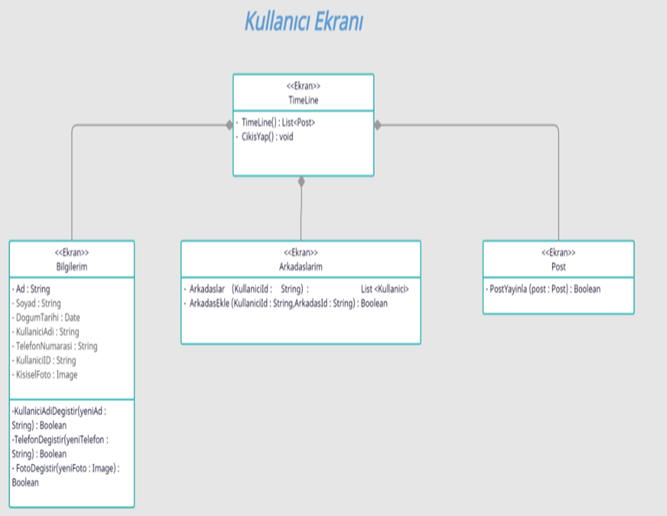 Kullanıcı Ekranı
<<Ekran>>
TimeLine
- TimeLine() : List<Post>
- CikisYap() : void
<<Ekran>>
Bilgilerim
- Ad : String
- Soyad : String
- DogumTarihi : Date
- KullaniciAdi : String
- TelefonNumarasi : String
- KullaniciID : String
- KisiselFoto : Image
-KullaniciAdiDegistir(yeniAd :
String) : Boolean
-TelefonDegistir(yeniTelefon :
String) : Boolean
- FotoDegistir(yeniFoto : Image) :
Boolean
<<Ekran>>
Arkadaslarim
- Arkadaslar (KullaniciId : String) : List <Kullanici>
- ArkadasEkle (KullaniciId : String,ArkadasId : String) : Boolean
<<Ekran>>
Post
- PostYayinla (post : Post) : Boolean